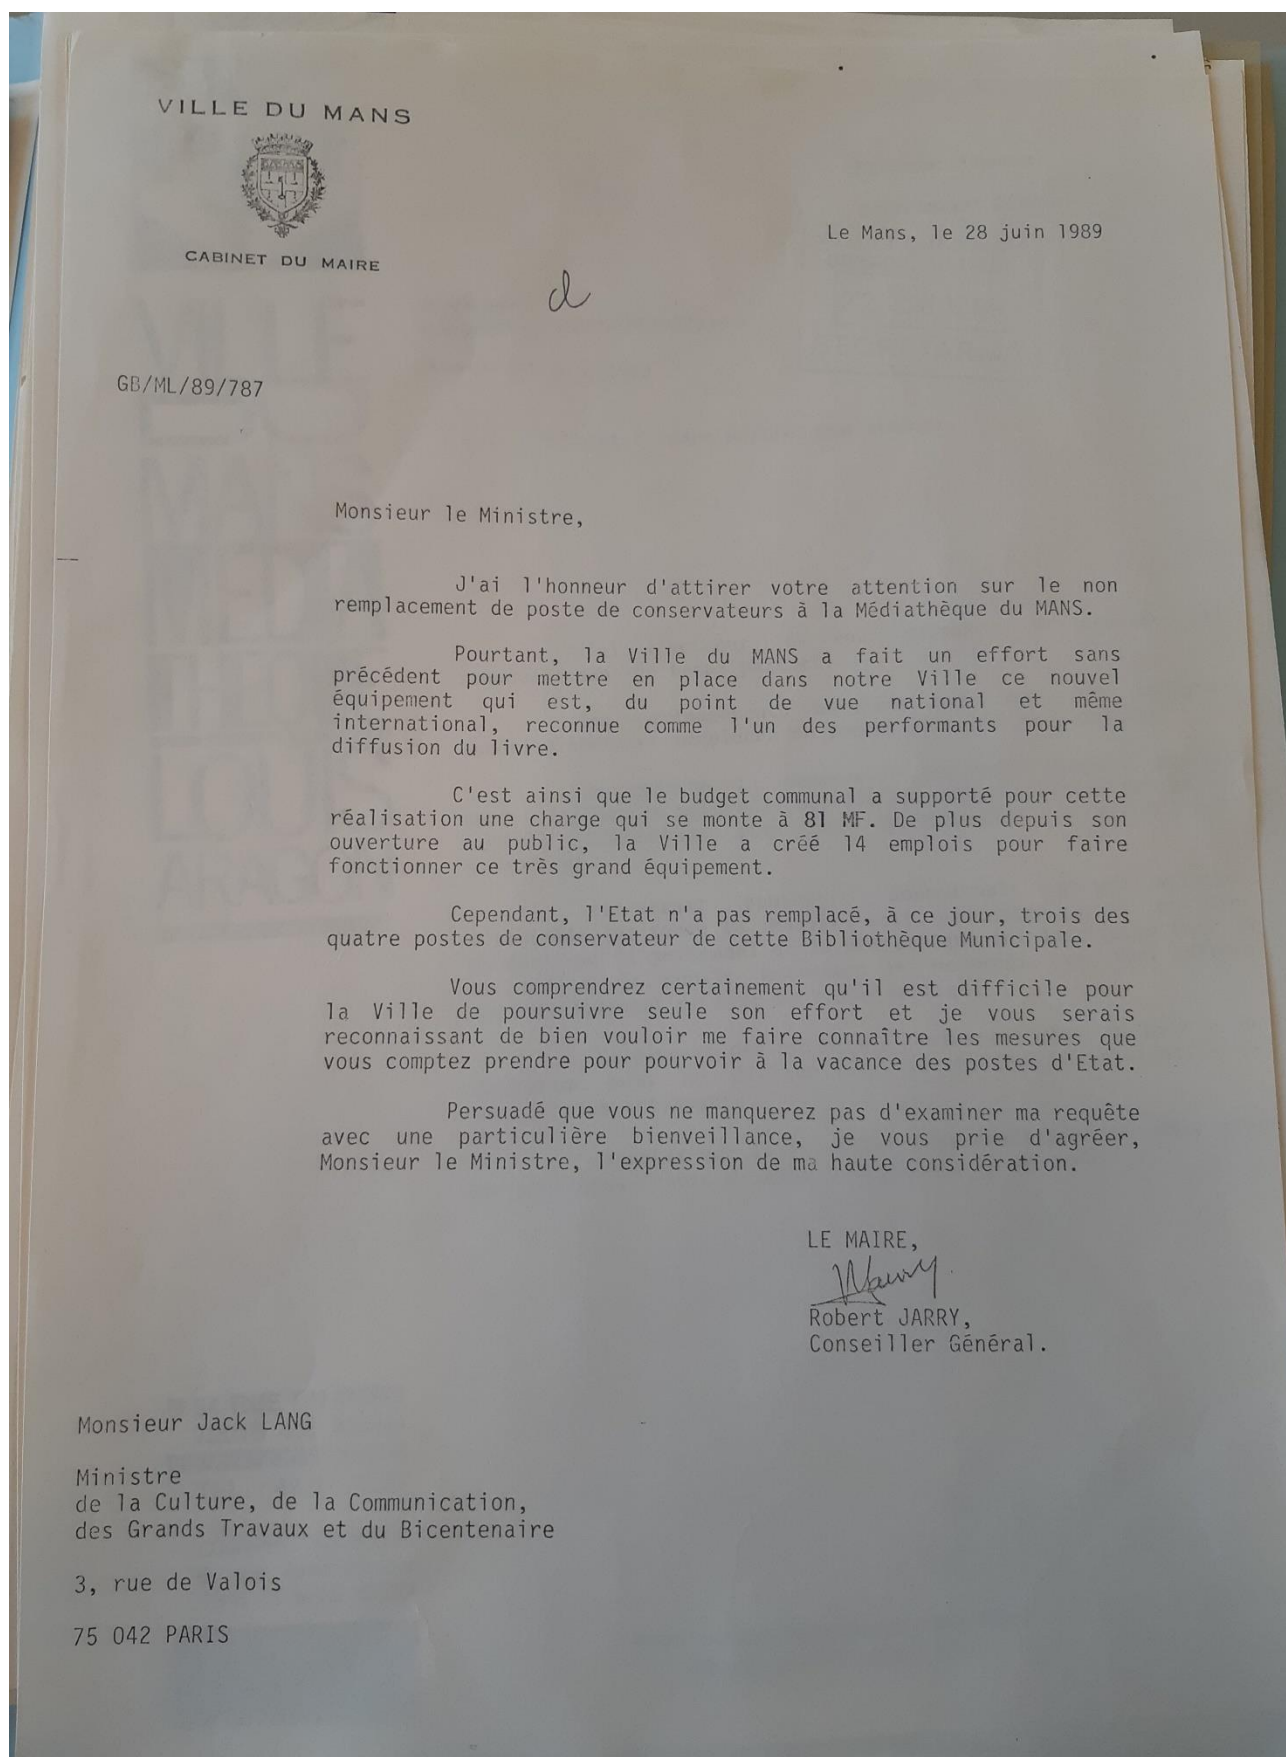 VILLE DU MANS
CABINET DU MAIRE
Le Mans, le 28 juin 1989
d
GB/ML/89/787
Monsieur le Ministre,
J'ai l'honneur d'attirer votre attention sur le non
remplacement de poste de conservateurs à la Médiathèque du MANS.
Pourtant, la Ville du MANS a fait un effort sans
précédent pour mettre en place dans notre Ville ce nouvel
équipement qui est, du point de vue national et même
international, reconnue comme l'un des performants pour la
diffusion du livre.
C'est ainsi que le budget communal a supporté pour cette
réalisation une charge qui se monte à 81 MF. De plus depuis son
ouverture au public, la Ville a créé 14 emplois pour faire
fonctionner ce très grand équipement.
Cependant, l'Etat n'a pas remplacé, à ce jour, trois des
quatre postes de conservateur de cette Bibliothèque Municipale.
Vous comprendrez certainement qu'il est difficile pour
la Ville de poursuivre seule son effort et je vous serais
reconnaissant de bien vouloir me faire connaître les mesures que
vous comptez prendre pour pourvoir à la vacance des postes d'Etat.
Persuadé que vous ne manquerez pas d'examiner ma requête
avec une particulière bienveillance, je vous prie d'agréer,
Monsieur le Ministre, l'expression de ma haute considération.
LE MAIRE,
Robert JARRY,
Conseiller Général.
Monsieur Jack LANG
Ministre
de la Culture, de la Communication,
des Grands Travaux et du Bicentenaire
3, rue de Valois
75 042 PARIS